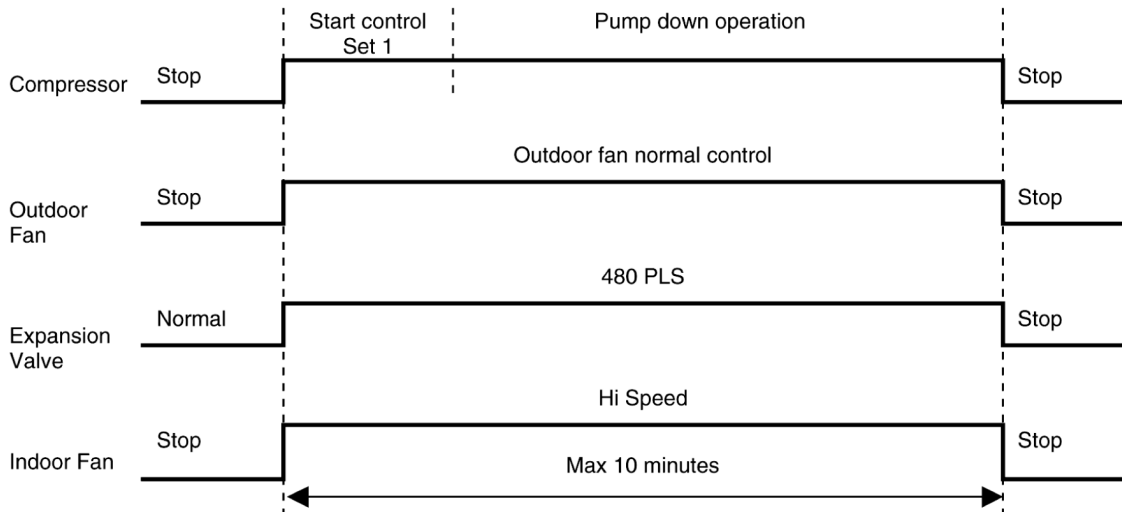 Start control
Set 1
Pump down operation
Compressor
Stop
Stop
Outdoor fan normal control
Outdoor
Fan
Stop
Stop
480 PLS
Expansion
Valve
Normal
Stop
Hi Speed
Indoor Fan
Stop
Stop
Max 10 minutes